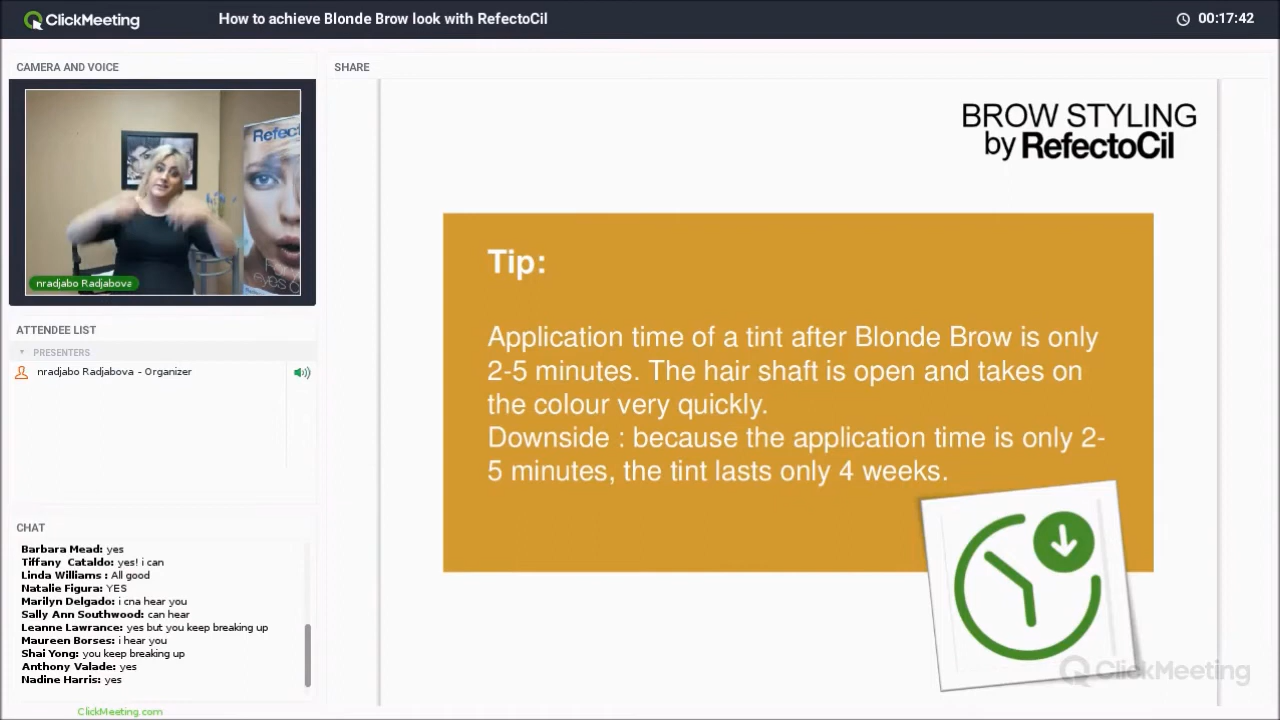 ClickMeeting
How to achieve Blonde Brow look with RefectoCil
00:17:42
CAMERA AND VOICE
SHARE
Refect
nradjabo Radjabova
ATTENDEE LIST
PRESENTERS
nradjabo Radjabova - Organizer
CHAT
Barbara Mead: yes
Tiffany Cataldo: yes! i can
Linda Williams : All good
Natalie Figura: YES
Marilyn Delgado: i cna hear you
Sally Ann Southwood: can hear
Leanne Lawrance: yes but you keep breaking up
Maureen Borses: i hear you
Shai Yong: you keep breaking up
Anthony Valade: yes
Nadine Harris: yes
ClickMeeting.com
BROW STYLING
by RefectoCil
Tip:
Application time of a tint after Blonde Brow is only
2-5 minutes. The hair shaft is open and takes on
the colour very quickly.
Downside : because the application time is only 2-
5 minutes, the tint lasts only 4 weeks.
ClickMeeting